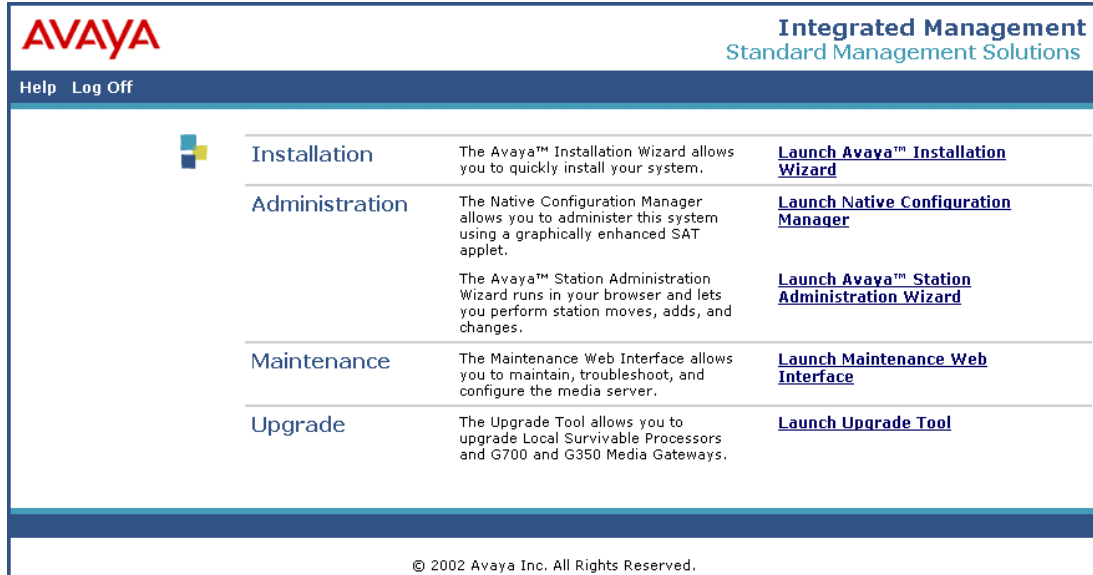 AVAYA
Integrated Management
Standard Management Solutions
Help Log Off
Installation
The Avaya™ Installation Wizard allows
you to quickly install your system.
Launch Avaya™ Installation
Wizard
Administration
The Native Configuration Manager
allows you to administer this system
using a graphically enhanced SAT
applet.
Launch Native Configuration
Manager
The Avaya™ Station Administration
Wizard runs in your browser and lets
you perform station moves, adds, and
changes.
Launch Avaya™ Station
Administration Wizard
Maintenance
The Maintenance Web Interface allows
you to maintain, troubleshoot, and
configure the media server.
Launch Maintenance Web
Interface
Upgrade
The Upgrade Tool allows you to
upgrade Local Survivable Processors
and G700 and G350 Media Gateways.
Launch Upgrade Tool
© 2002 Avaya Inc. All Rights Reserved.